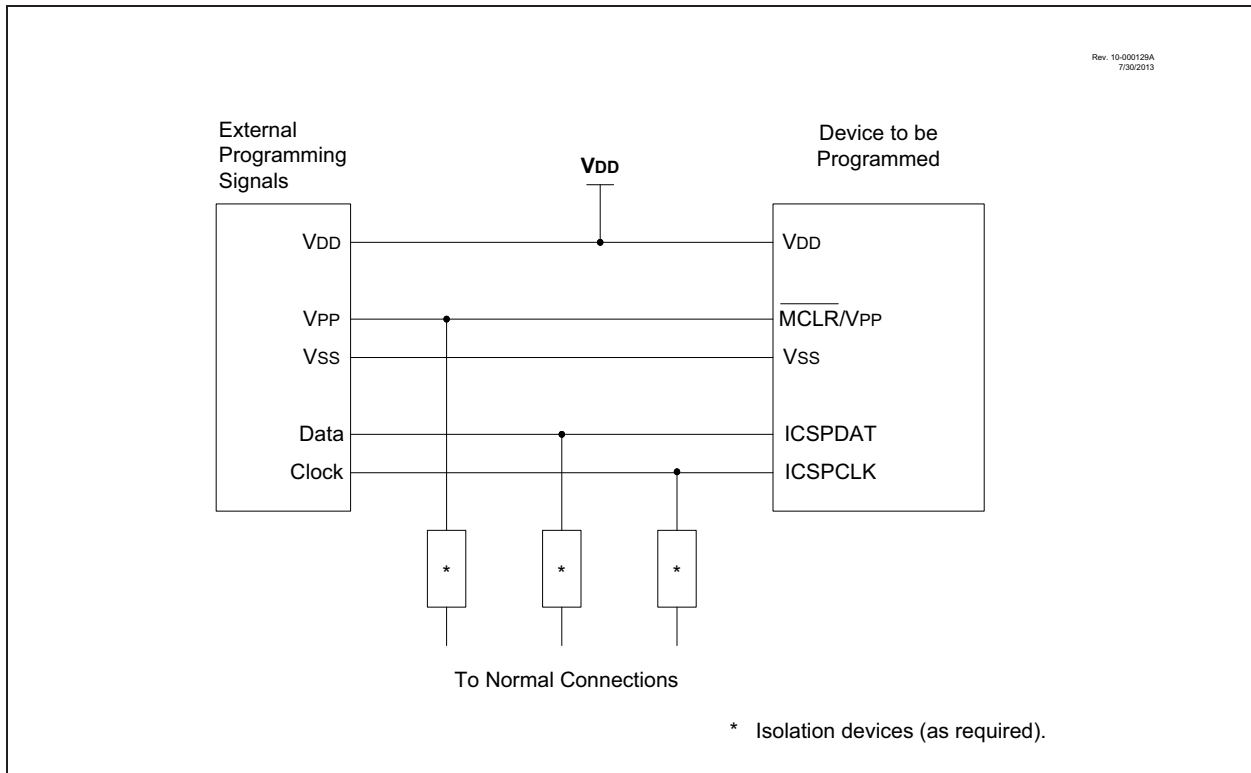 Rev. 10-000129A
7/30/2013
External
Programming
Signals
Device to be
Programmed
VDD
VDD
VDD
VPP
MCLR/VPP
VSS
VSS
Data
ICSPDAT
Clock
ICSPCLK
*
*
*
To Normal Connections
* Isolation devices (as required).